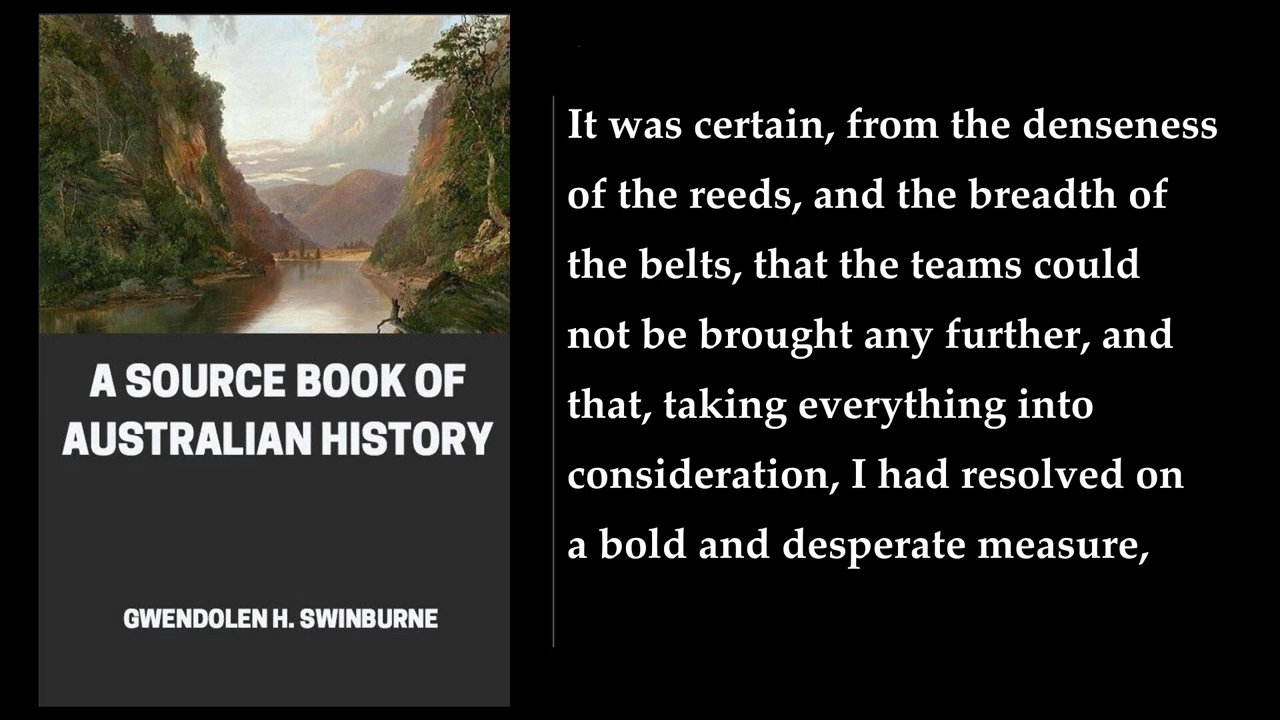 A SOURCE BOOK OF
AUSTRALIAN HISTORY
GWENDOLEN H. SWINBURNE
It was certain, from the denseness
of the reeds, and the breadth of
the belts, that the teams could
not be brought any further, and
that, taking everything into
consideration, I had resolved on
a bold and desperate measure,